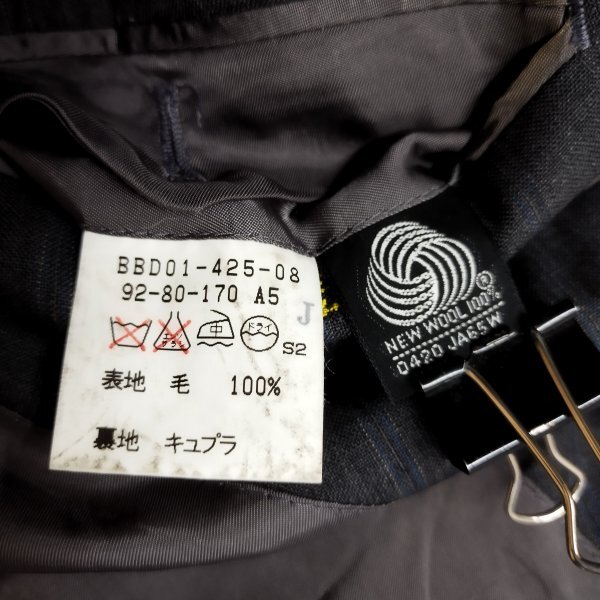 BBD01-425-08
92-80-170 A5
中 ドライ S2
表地 毛 100%
裏地 キュプラ
J
NEW WOOL 100%
0420 JA65W